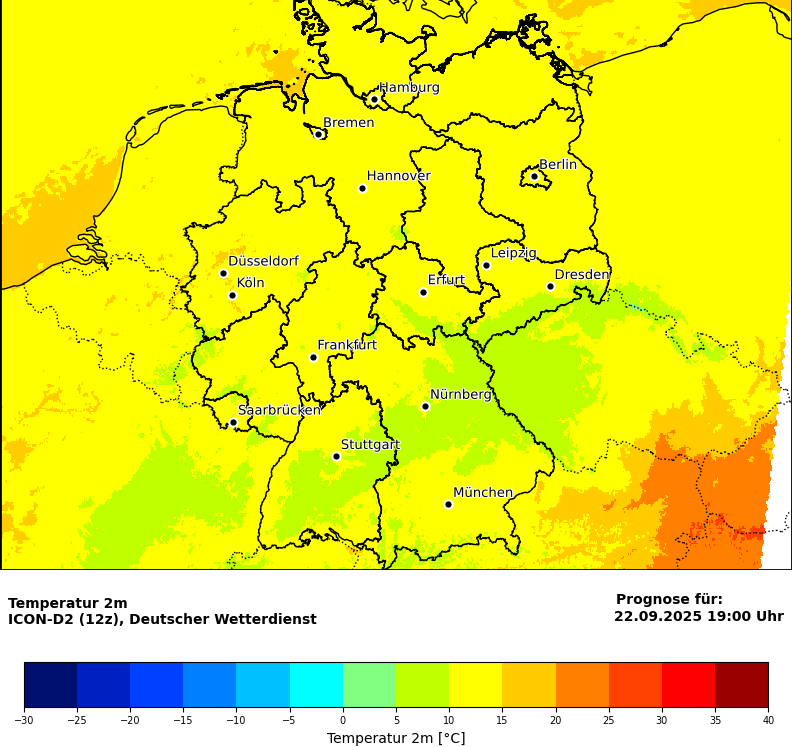 Hamburg
Bremen
Berlin
Hannover
Leipzig
Düsseldorf
Dresden
Köln
Erfurt
Frankfurt
Nürnberg
Saarbrücken
Stuttgart
München
Temperatur 2m
ICON-D2 (12z), Deutscher Wetterdienst
Prognose für:
22.09.2025 19:00 Uhr
−30 −25 −20 −15 −10 −5 0 5 10 15 20 25 30 35 40
Temperatur 2m [°C]